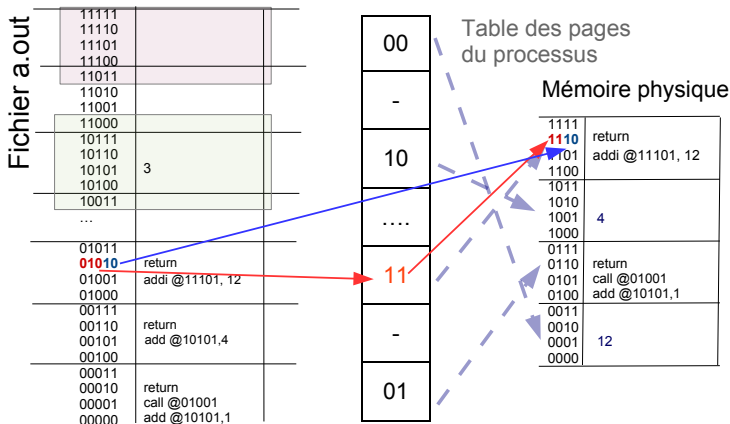 Fichier a.out
11111
11110
11101
11100
11011
11010
11001
11000
10111
10110
10101 3
10100
10011
...
01011
01010 return
01001 addi @11101, 12
01000
00111
00110 return
00101 add @10101,4
00100
00011
00010 return
00001 call @01001
00000 add @10101,1
00
-
10
....
11
-
01
Table des pages
du processus
Mémoire physique
1111
1110 return
1101 addi @11101, 12
1100
1011
1010
1001 4
1000
0111
0110 return
0101 call @01001
0100 add @10101,1
0011
0010
0001 12
0000